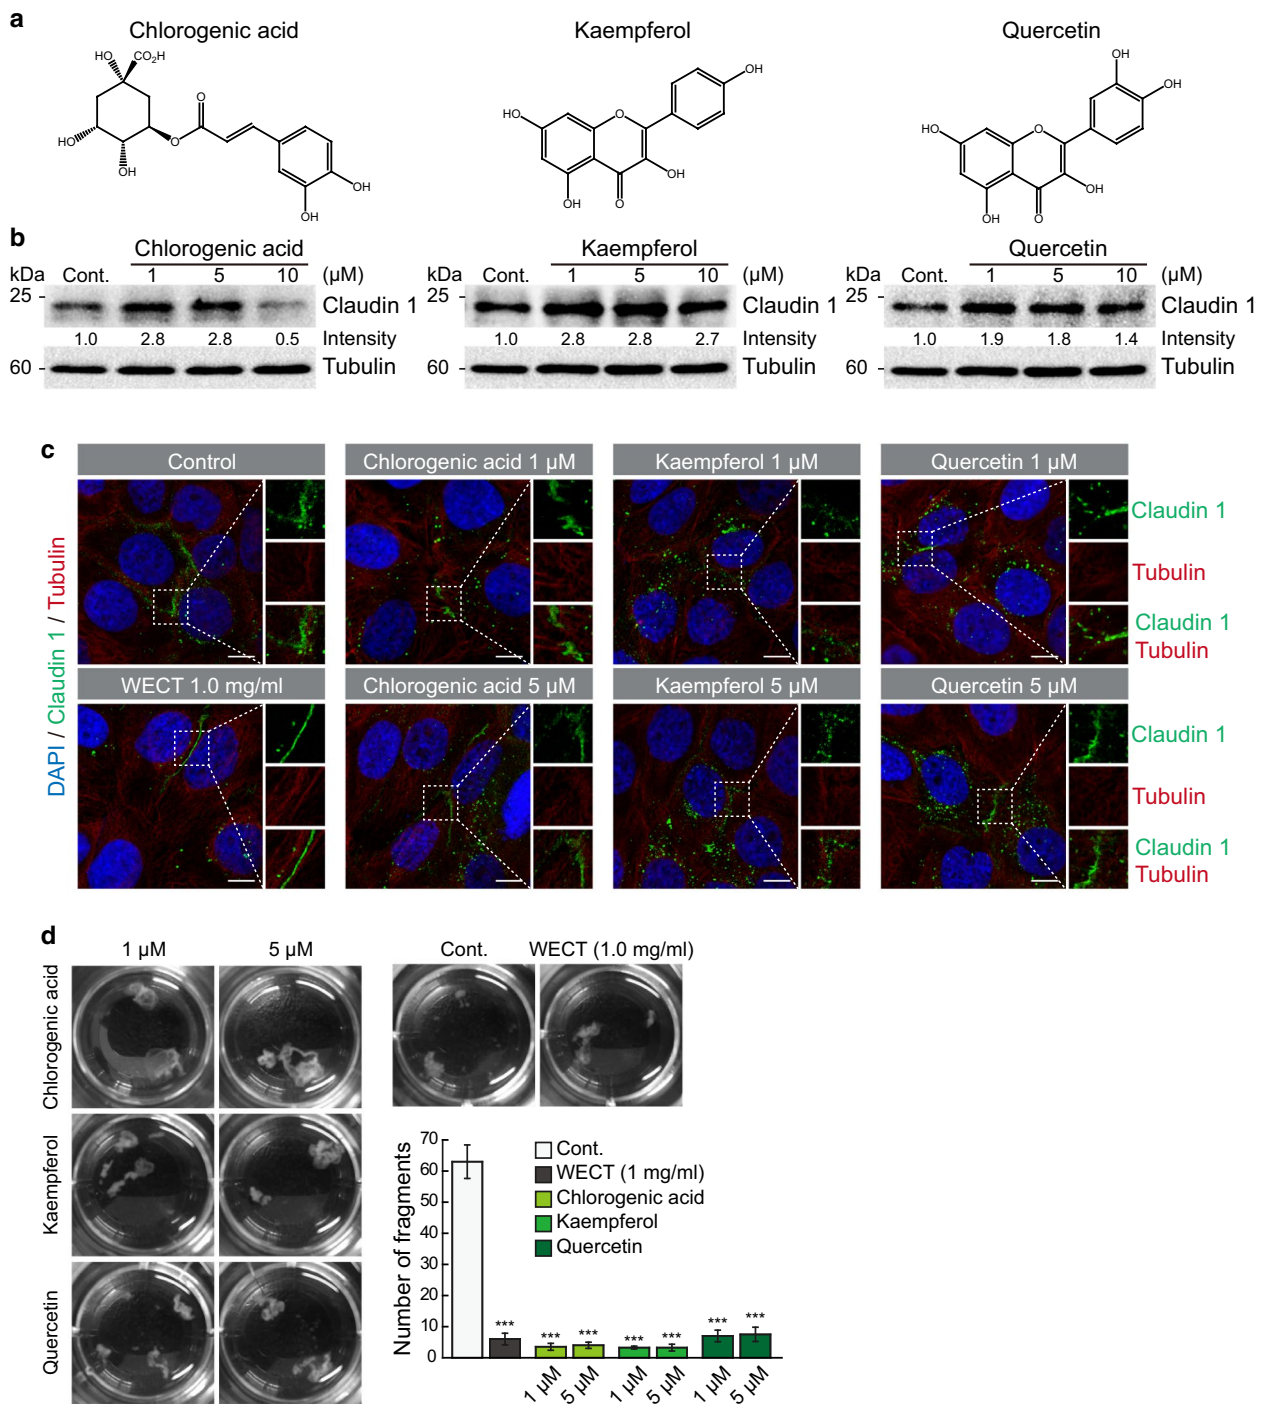 a
Chlorogenic acid
Kaempferol
Quercetin
HO
CO2H
HO
OH
O
O
OH
OH
HO
O
OH
OH
O
OH
HO
O
OH
OH
OH
O
OH
b
Chlorogenic acid
kDa Cont. 1 5 10 (µM)
25 - Claudin 1
1.0 2.8 2.8 0.5 Intensity
60 - Tubulin
Kaempferol
kDa Cont. 1 5 10 (µM)
25 - Claudin 1
1.0 2.8 2.8 2.7 Intensity
60 - Tubulin
Quercetin
kDa Cont. 1 5 10 (µM)
25 - Claudin 1
1.0 1.9 1.8 1.4 Intensity
60 - Tubulin
c
DAPI / Claudin 1 / Tubulin
Control
Chlorogenic acid 1 µM
Kaempferol 1 µM
Quercetin 1 µM
Claudin 1
Tubulin
Claudin 1
Tubulin
WECT 1.0 mg/ml
Chlorogenic acid 5 µM
Kaempferol 5 µM
Quercetin 5 µM
Claudin 1
Tubulin
Claudin 1
Tubulin
d
1 µM 5 µM
Chlorogenic acid
Kaempferol
Quercetin
Cont. WECT (1.0 mg/ml)
Number of fragments
70
60
50
40
30
20
10
0
Cont.
WECT (1 mg/ml)
Chlorogenic acid
Kaempferol
Quercetin
*** *** *** *** *** *** ***
1 µM 5 µM 1 µM 5 µM 1 µM 5 µM